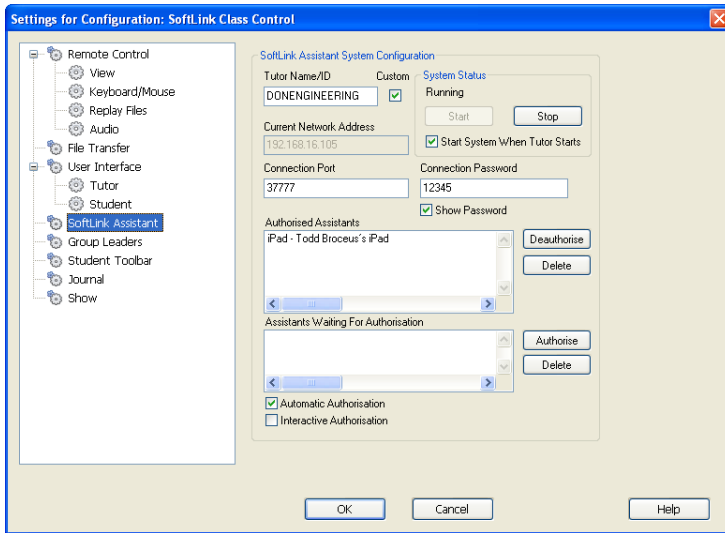 Settings for Configuration: SoftLink Class Control
Remote Control
View
Keyboard/Mouse
Replay Files
Audio
File Transfer
User Interface
Tutor
Student
SoftLink Assistant
Group Leaders
Student Toolbar
Journal
Show
SoftLink Assistant System Configuration
Tutor Name/ID
Custom
DONENGINEERING
System Status
Running
Start
Stop
Start System When Tutor Starts
Current Network Address
192.168.16.105
Connection Port
Connection Password
37777
12345
Show Password
Authorised Assistants
iPad - Todd Broceus´s iPad
Deauthorise
Delete
Assistants Waiting For Authorisation
Authorise
Delete
Automatic Authorisation
Interactive Authorisation
OK
Cancel
Help